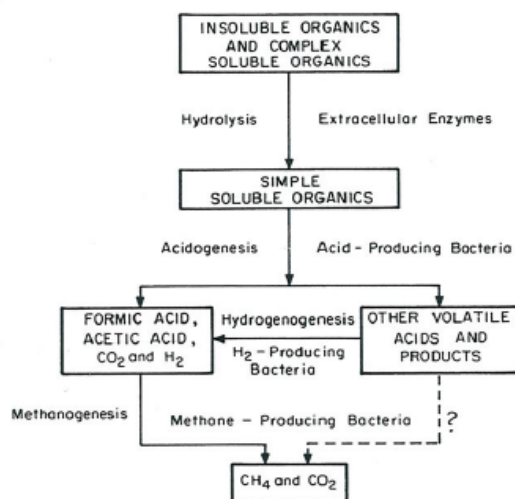 INSOLUBLE ORGANICS
AND COMPLEX
SOLUBLE ORGANICS
Hydrolysis
Extracellular Enzymes
SIMPLE
SOLUBLE ORGANICS
Acidogenesis
Acid-Producing Bacteria
FORMIC ACID,
ACETIC ACID,
CO2 and H2
Hydrogenogenesis
H2-Producing
Bacteria
OTHER VOLATILE
ACIDS AND
PRODUCTS
Methanogenesis
Methane - Producing Bacteria
?
CH4 and CO2